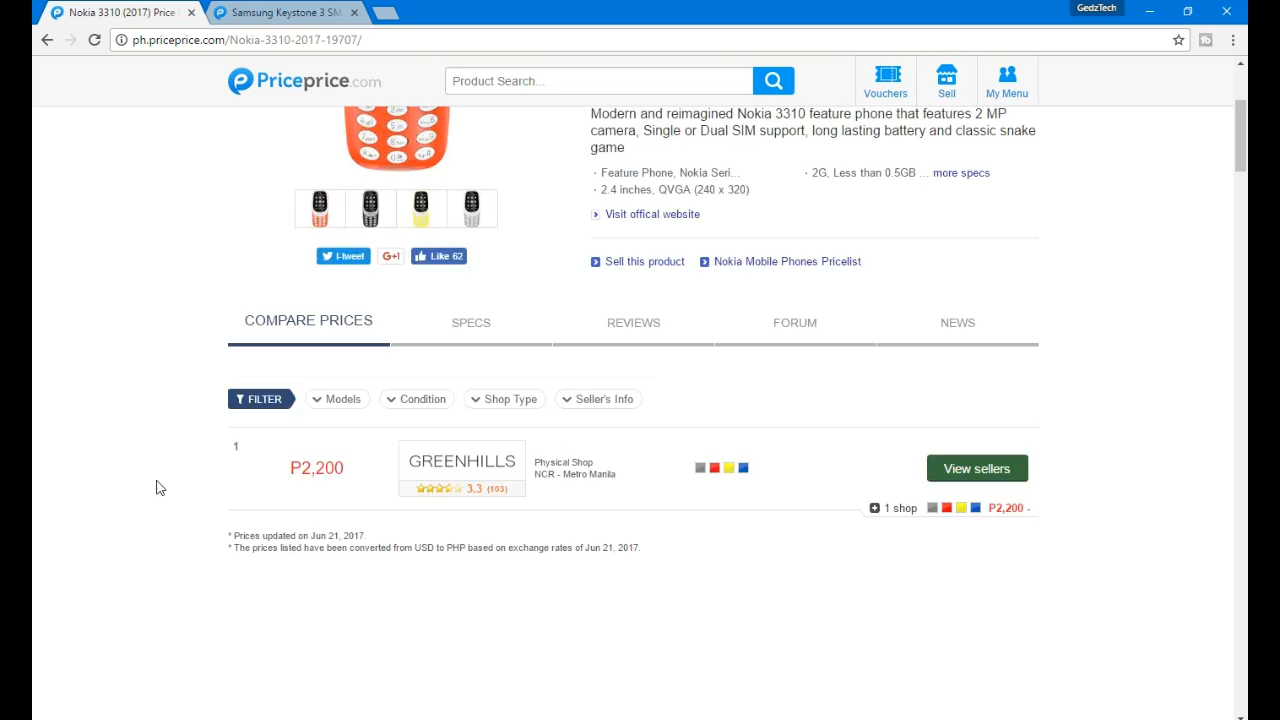 Nokia 3310 (2017) Price
Samsung Keystone 3 SM
GedzTech
ph.priceprice.com/Nokia-3310-2017-19707/
Priceprice.com
Product Search...
Vouchers
Sell
My Menu
Modern and reimagined Nokia 3310 feature phone that features 2 MP
camera, Single or Dual SIM support, long lasting battery and classic snake
game
· Feature Phone, Nokia Seri...
· 2G, Less than 0.5GB ... more specs
· 2.4 inches, QVGA (240 x 320)
Visit offical website
t-tweet
G+1
Like 62
Sell this product
Nokia Mobile Phones Pricelist
COMPARE PRICES
SPECS
REVIEWS
FORUM
NEWS
FILTER
Models
Condition
Shop Type
Seller's Info
1
P2,200
GREENHILLS
3.3 (103)
Physical Shop
NCR - Metro Manila
View sellers
1 shop
P2,200 -
* Prices updated on Jun 21, 2017.
* The prices listed have been converted from USD to PHP based on exchange rates of Jun 21, 2017.